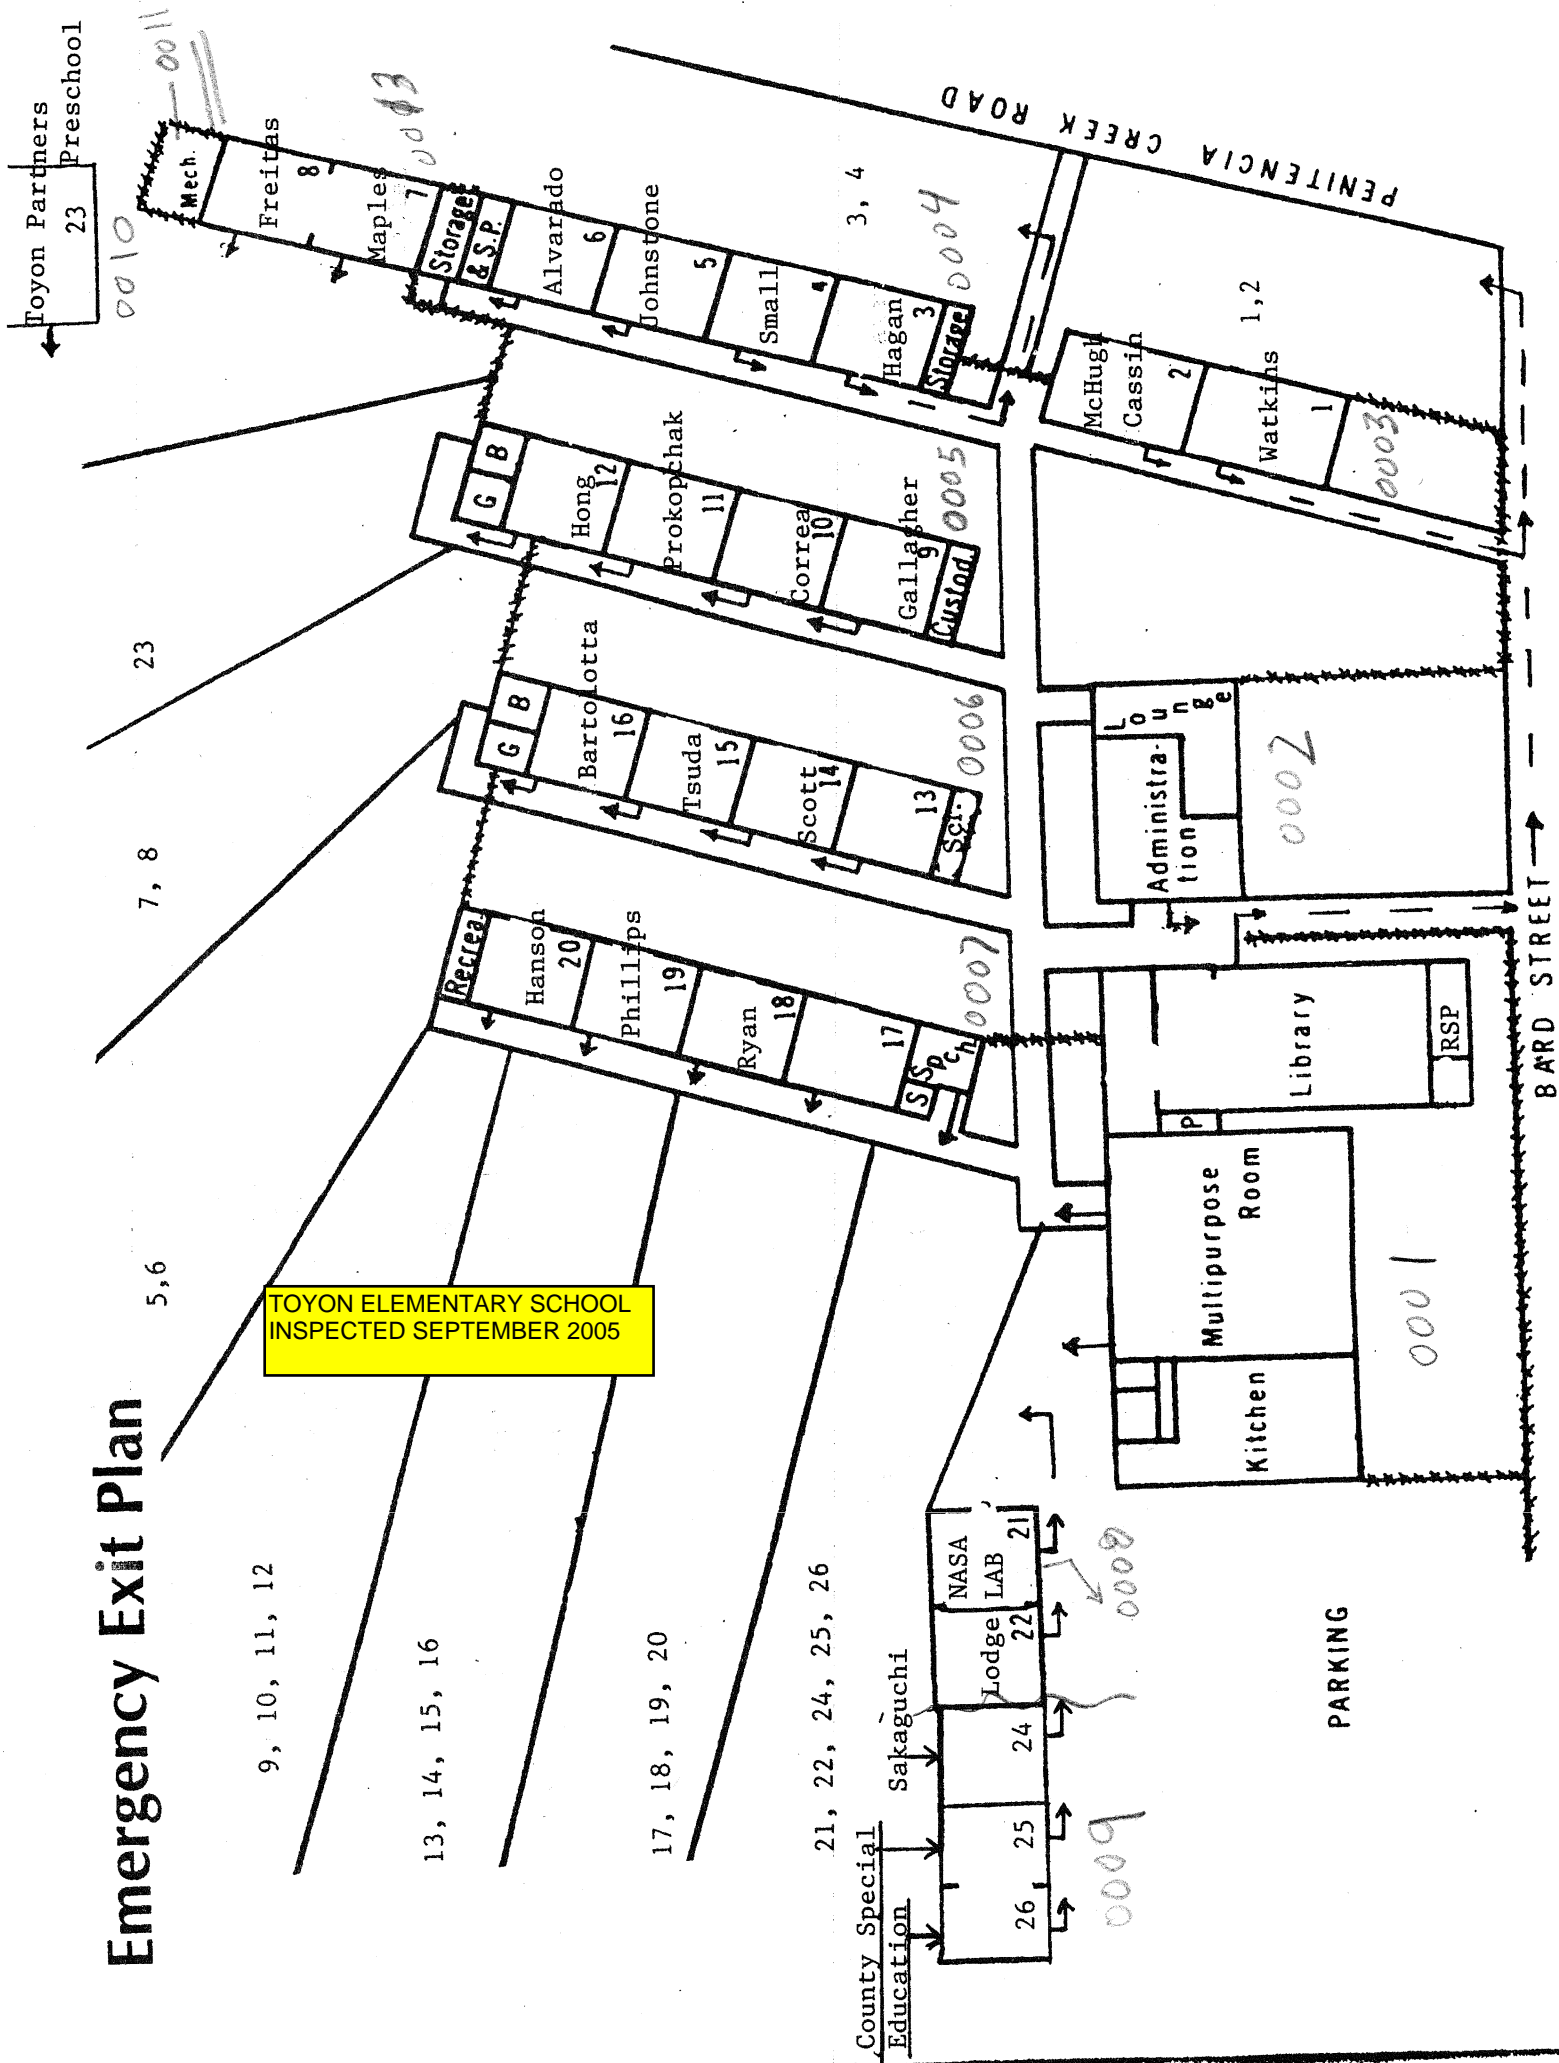 Emergency Exit Plan
Toyon Partners
23 Preschool
0010
0011
5,6
7, 8
23
9, 10, 11, 12
13, 14, 15, 16
17, 18, 19, 20
21, 22, 24, 25, 26
3, 4
1,2
TOYON ELEMENTARY SCHOOL
INSPECTED SEPTEMBER 2005
Mech.
Freitas
8
Maples
7
Storage
& S.P.
Alvarado
6
Johnstone
5
Small
4
Hagan
3
Storage
0004
PENITENCIA CREEK ROAD
McHugh
Cassin
2
Watkins
1
0003
G B
Hong
12
Prokopchak
11
Correa
10
Gallagher
9
Custod.
0005
G B
Bartolotta
16
Tsuda
15
Scott
14
13
Sci.
0006
Recrea.
Hanson
20
Phillips
19
Ryan
18
17
S Spch
0007
Lounge
Administra-
tion
0002
Library
RSP
P
Multipurpose
Room
Kitchen
0001
NASA
LAB
21
Lodge
22
0008
Sakaguchi
24
County Special
Education
25
26
0009
PARKING
BARD STREET